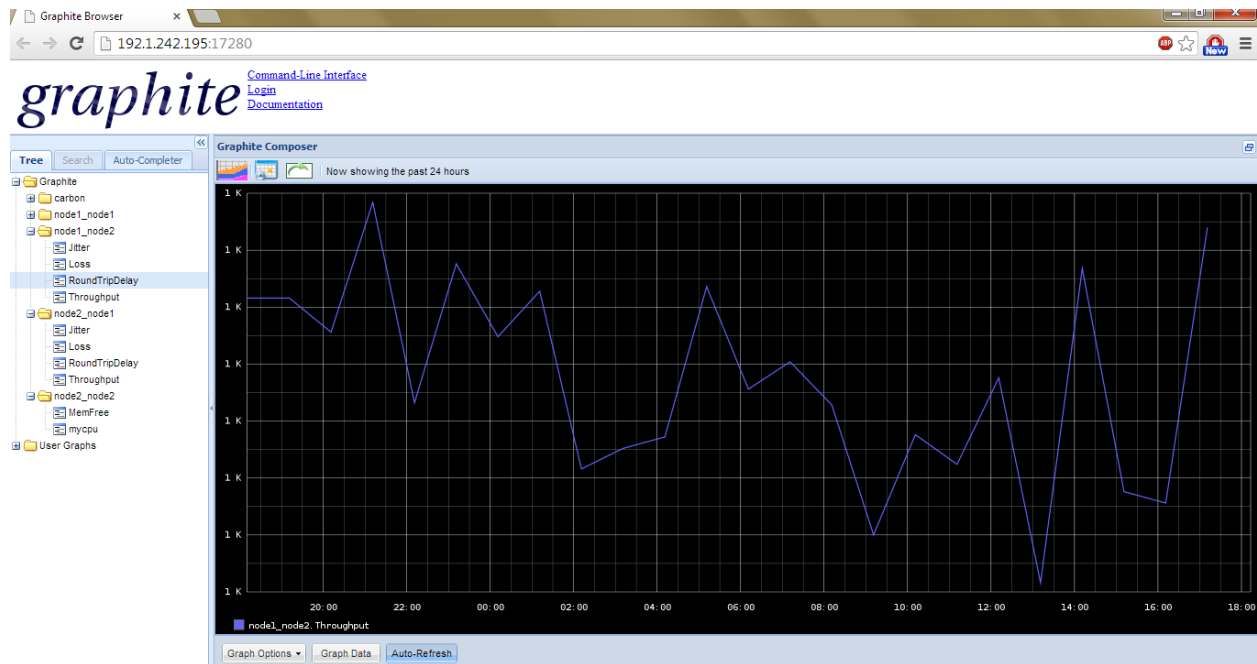 Graphite Browser
192.1.242.195:17280
ABP
New
graphite
Command-Line Interface
Login
Documentation
Tree
Search
Auto-Completer
Graphite
carbon
node1_node1
node1_node2
Jitter
Loss
RoundTripDelay
Throughput
node2_node1
Jitter
Loss
RoundTripDelay
Throughput
node2_node2
MemFree
mycpu
User Graphs
Graphite Composer
Now showing the past 24 hours
1 K
1 K
1 K
1 K
1 K
1 K
1 K
1 K
20:00 22:00 00:00 02:00 04:00 06:00 08:00 10:00 12:00 14:00 16:00 18:00
node1_node2.Throughput
Graph Options
Graph Data
Auto-Refresh